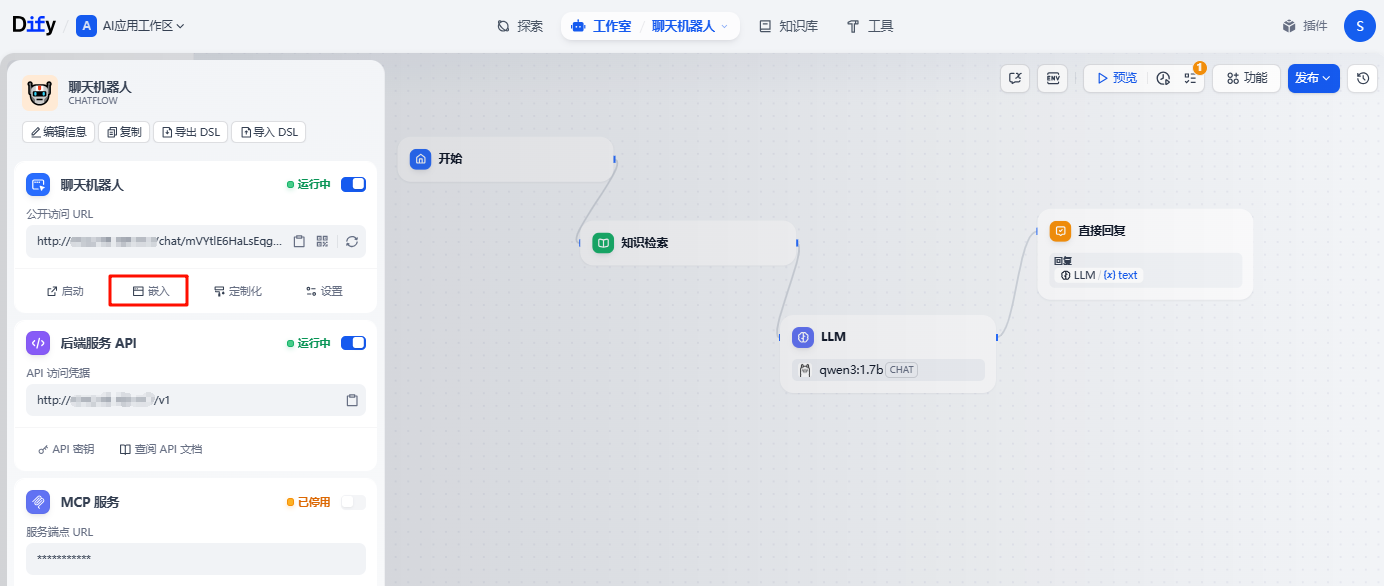 Dify / A AI应用工作区
探索 工作室 / 聊天机器人 知识库 工具
插件 S
聊天机器人
CHATFLOW
编辑信息 复制 导出 DSL 导入 DSL
聊天机器人 运行中
公开访问 URL
http:// /chat/mVYtlE6HaLsEqg...
启动 嵌入 定制化 设置
后端服务 API 运行中
API 访问凭据
http:// /v1
API 密钥 查阅 API 文档
MCP 服务 已停用
服务端点 URL
***********
ENV 预览 1 功能 发布
开始
知识检索
LLM
qwen3:1.7b CHAT
直接回复
回复
LLM / (x) text